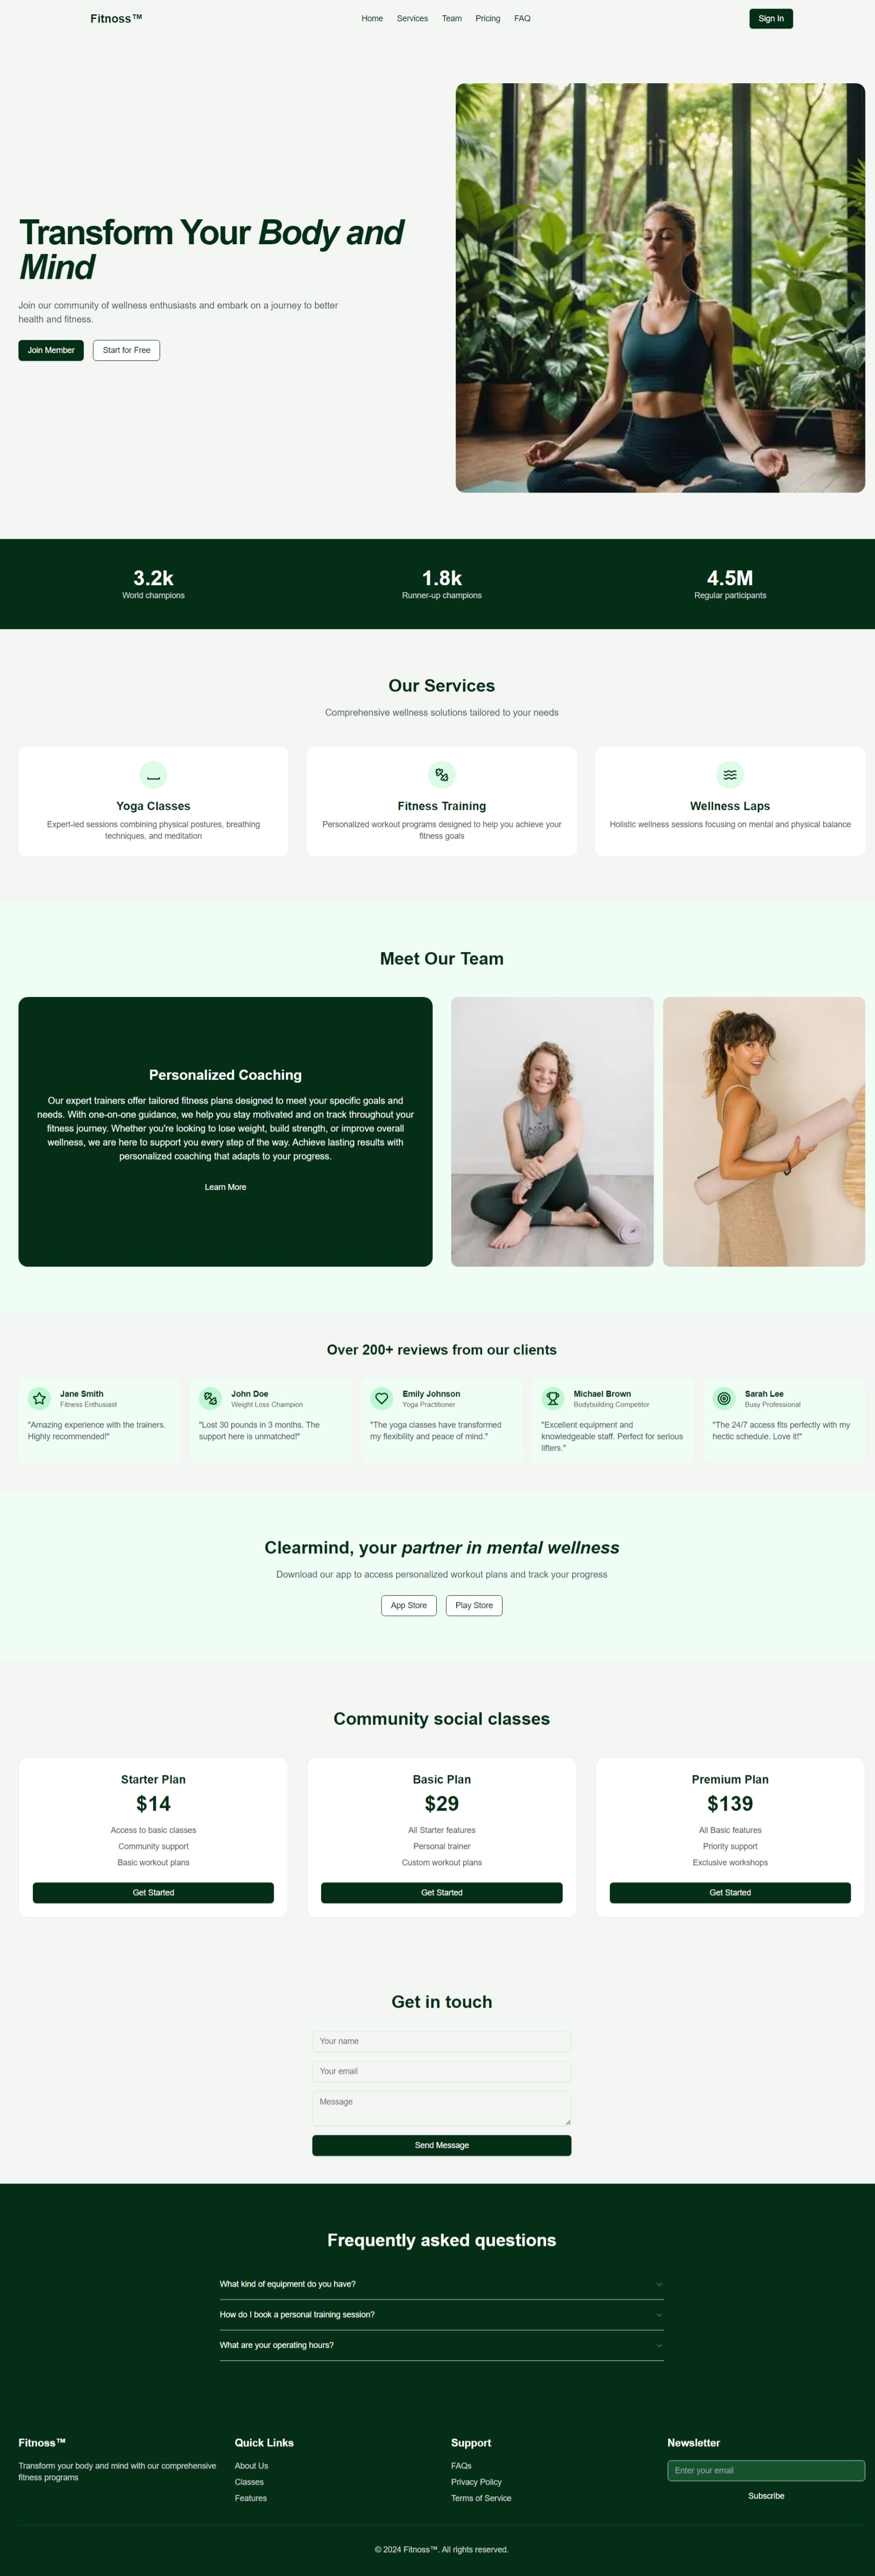 Fitnoss™
Home Services Team Pricing FAQ
Sign In
Transform Your Body and
Mind
Join our community of wellness enthusiasts and embark on a journey to better
health and fitness.
Join Member
Start for Free
3.2k
World champions
1.8k
Runner-up champions
4.5M
Regular participants
Our Services
Comprehensive wellness solutions tailored to your needs
Yoga Classes
Expert-led sessions combining physical postures, breathing
techniques, and meditation
Fitness Training
Personalized workout programs designed to help you achieve your
fitness goals
Wellness Laps
Holistic wellness sessions focusing on mental and physical balance
Meet Our Team
Personalized Coaching
Our expert trainers offer tailored fitness plans designed to meet your specific goals and
needs. With one-on-one guidance, we help you stay motivated and on track throughout your
fitness journey. Whether you're looking to lose weight, build strength, or improve overall
wellness, we are here to support you every step of the way. Achieve lasting results with
personalized coaching that adapts to your progress.
Learn More
Over 200+ reviews from our clients
Jane Smith
Fitness Enthusiast
"Amazing experience with the trainers.
Highly recommended!"
John Doe
Weight Loss Champion
"Lost 30 pounds in 3 months. The
support here is unmatched!"
Emily Johnson
Yoga Practitioner
"The yoga classes have transformed
my flexibility and peace of mind."
Michael Brown
Bodybuilding Competitor
"Excellent equipment and
knowledgeable staff. Perfect for serious
lifters."
Sarah Lee
Busy Professional
"The 24/7 access fits perfectly with my
hectic schedule. Love it!"
Clearmind, your partner in mental wellness
Download our app to access personalized workout plans and track your progress
App Store
Play Store
Community social classes
Starter Plan
$14
Access to basic classes
Community support
Basic workout plans
Get Started
Basic Plan
$29
All Starter features
Personal trainer
Custom workout plans
Get Started
Premium Plan
$139
All Basic features
Priority support
Exclusive workshops
Get Started
Get in touch
Your name
Your email
Message
Send Message
Frequently asked questions
What kind of equipment do you have?
How do I book a personal training session?
What are your operating hours?
Fitnoss™
Transform your body and mind with our comprehensive
fitness programs
Quick Links
About Us
Classes
Features
Support
FAQs
Privacy Policy
Terms of Service
Newsletter
Enter your email
Subscribe
© 2024 Fitnoss™. All rights reserved.